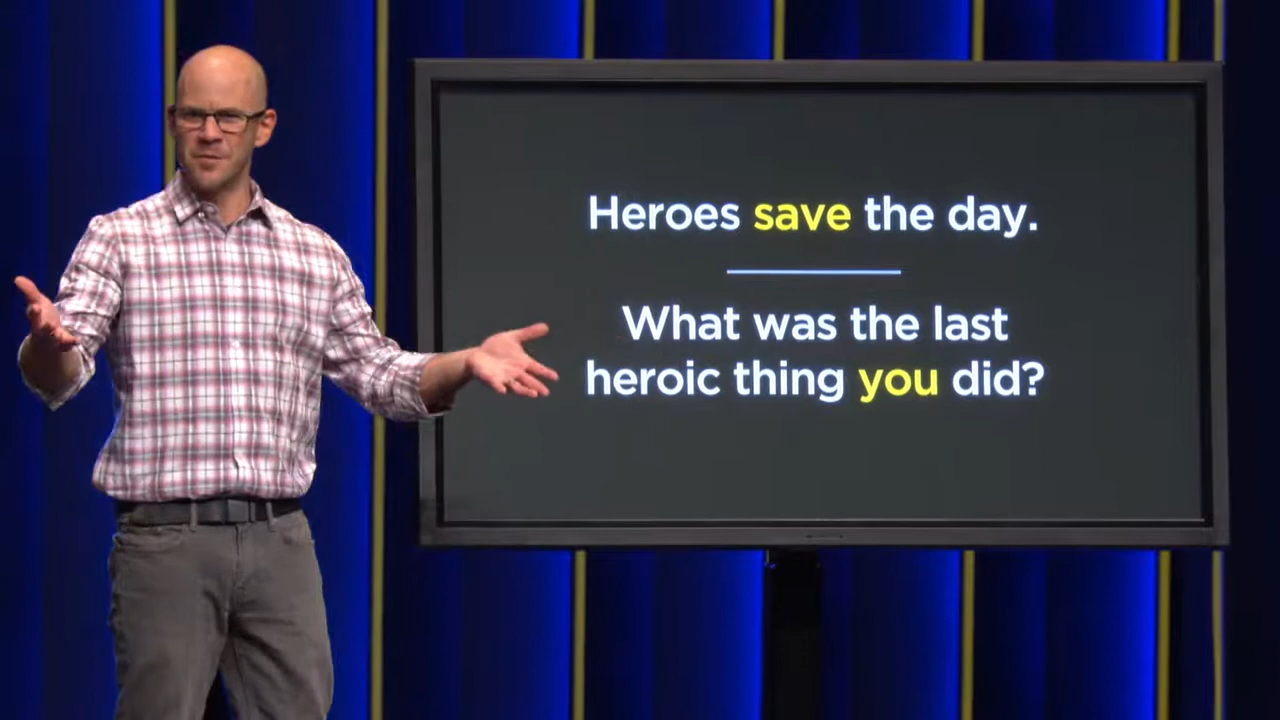 Heroes save the day.
What was the last
heroic thing you did?